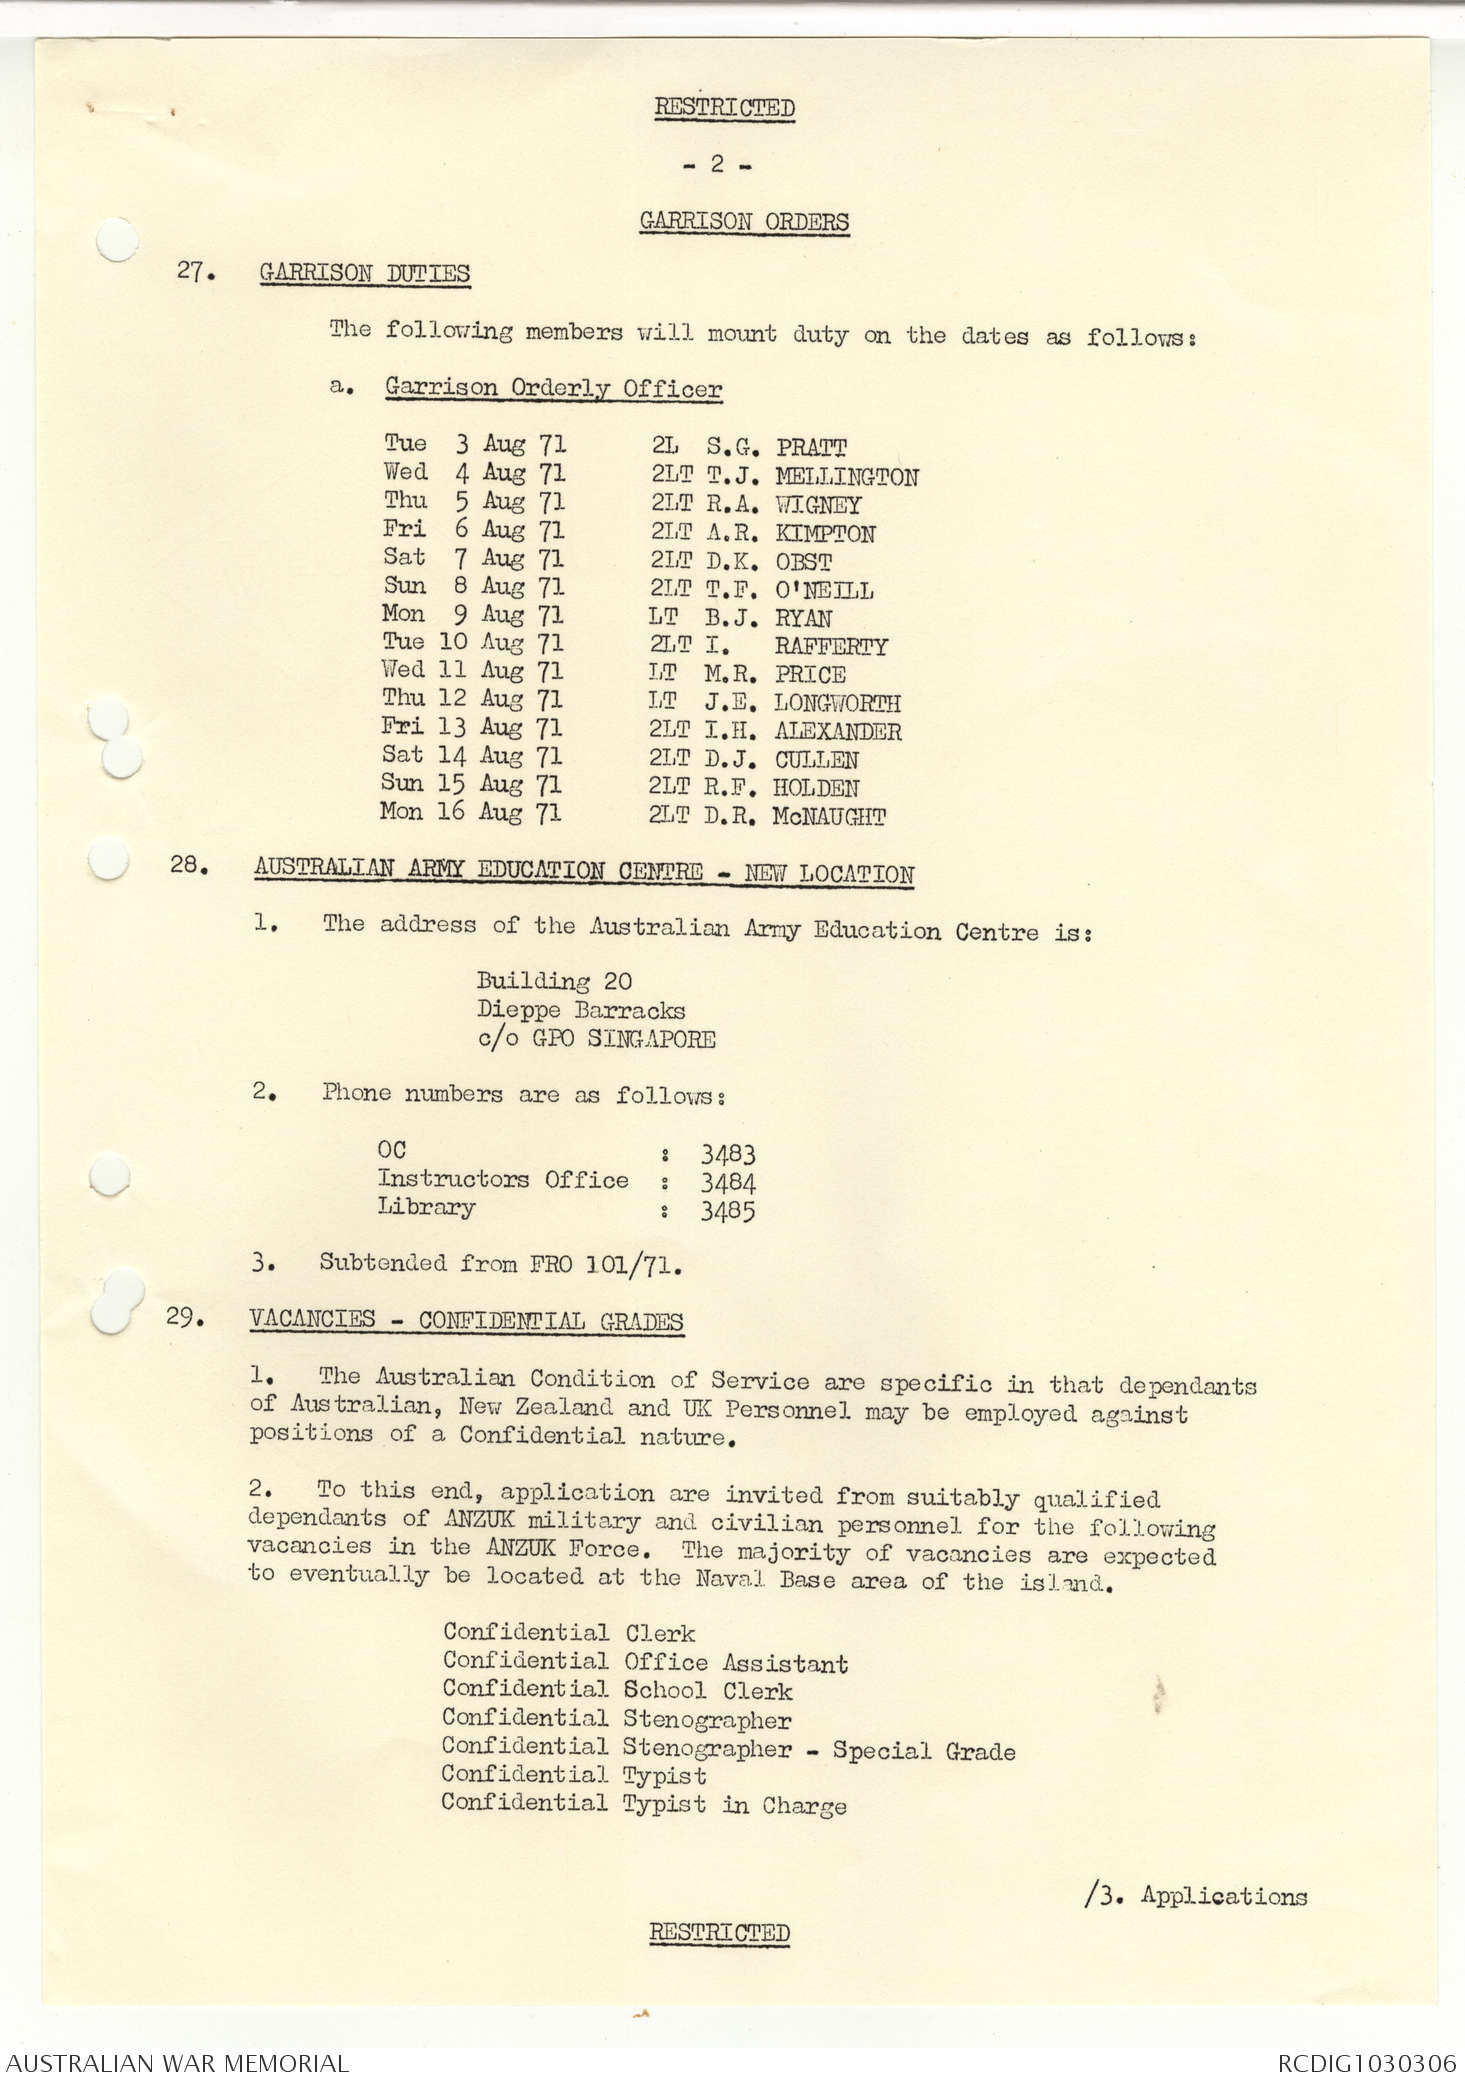 RESTRICTED
- 2 -
GARRISON ORDERS
27. GARRISON DUTIES
The following members will mount duty on the dates as follows:
a. Garrison Orderly Officer
Tue 3 Aug 71 2L S.G. PRATT
Wed 4 Aug 71 2LT T.J. MELLINGTON
Thu 5 Aug 71 2LT R.A. WIGNEY
Fri 6 Aug 71 2LT A.R. KIMPTON
Sat 7 Aug 71 2LT D.K. OBST
Sun 8 Aug 71 2LT T.F. O'NEILL
Mon 9 Aug 71 LT B.J. RYAN
Tue 10 Aug 71 2LT I. RAFFERTY
Wed 11 Aug 71 LT M.R. PRICE
Thu 12 Aug 71 LT J.E. LONGWORTH
Fri 13 Aug 71 2LT I.H. ALEXANDER
Sat 14 Aug 71 2LT D.J. CULLEN
Sun 15 Aug 71 2LT R.F. HOLDEN
Mon 16 Aug 71 2LT D.R. McNAUGHT
28. AUSTRALIAN ARMY EDUCATION CENTRE - NEW LOCATION
1. The address of the Australian Army Education Centre is:
Building 20
Dieppe Barracks
c/o GPO SINGAPORE
2. Phone numbers are as follows:
OC : 3483
Instructors Office : 3484
Library : 3485
3. Subtended from FRO 101/71.
29. VACANCIES - CONFIDENTIAL GRADES
1. The Australian Condition of Service are specific in that dependants
of Australian, New Zealand and UK Personnel may be employed against
positions of a Confidential nature.
2. To this end, application are invited from suitably qualified
dependants of ANZUK military and civilian personnel for the following
vacancies in the ANZUK Force. The majority of vacancies are expected
to eventually be located at the Naval Base area of the island.
Confidential Clerk
Confidential Office Assistant
Confidential School Clerk
Confidential Stenographer
Confidential Stenographer - Special Grade
Confidential Typist
Confidential Typist in Charge
/3. Applications
RESTRICTED
AUSTRALIAN WAR MEMORIAL RCDIG1030306